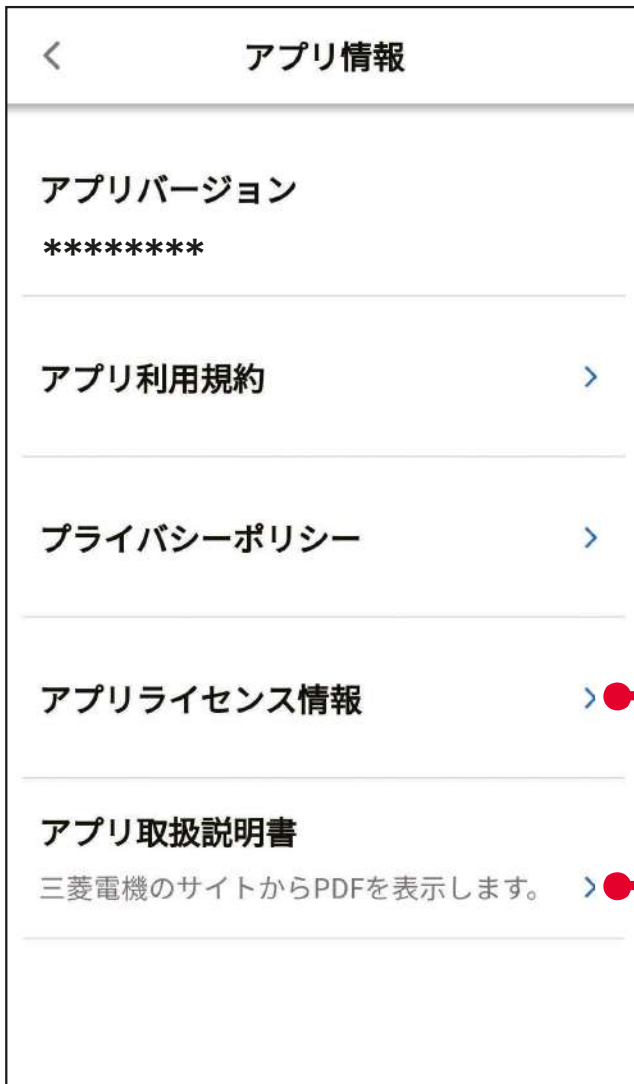 アプリ情報
アプリバージョン
********
アプリ利用規約
プライバシーポリシー
アプリライセンス情報
アプリ取扱説明書
三菱電機のサイトからPDFを表示します。